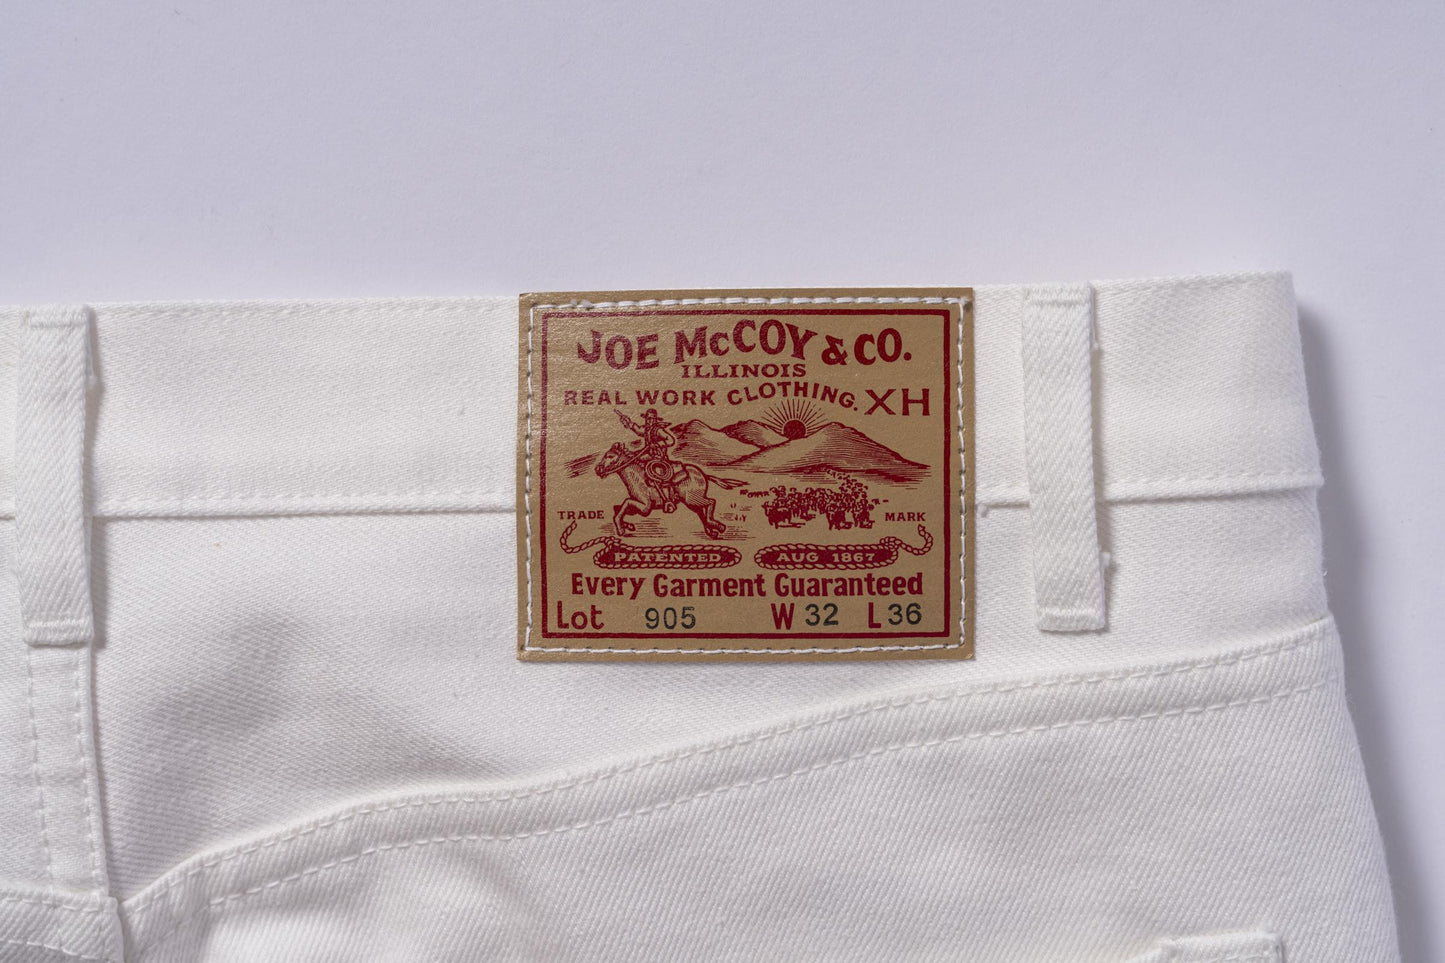 JOE McCOY & CO.
ILLINOIS
REAL WORK CLOTHING. XH
TRADE MARK
PATENTED AUG 1867
Every Garment Guaranteed
Lot 905 W 32 L 36